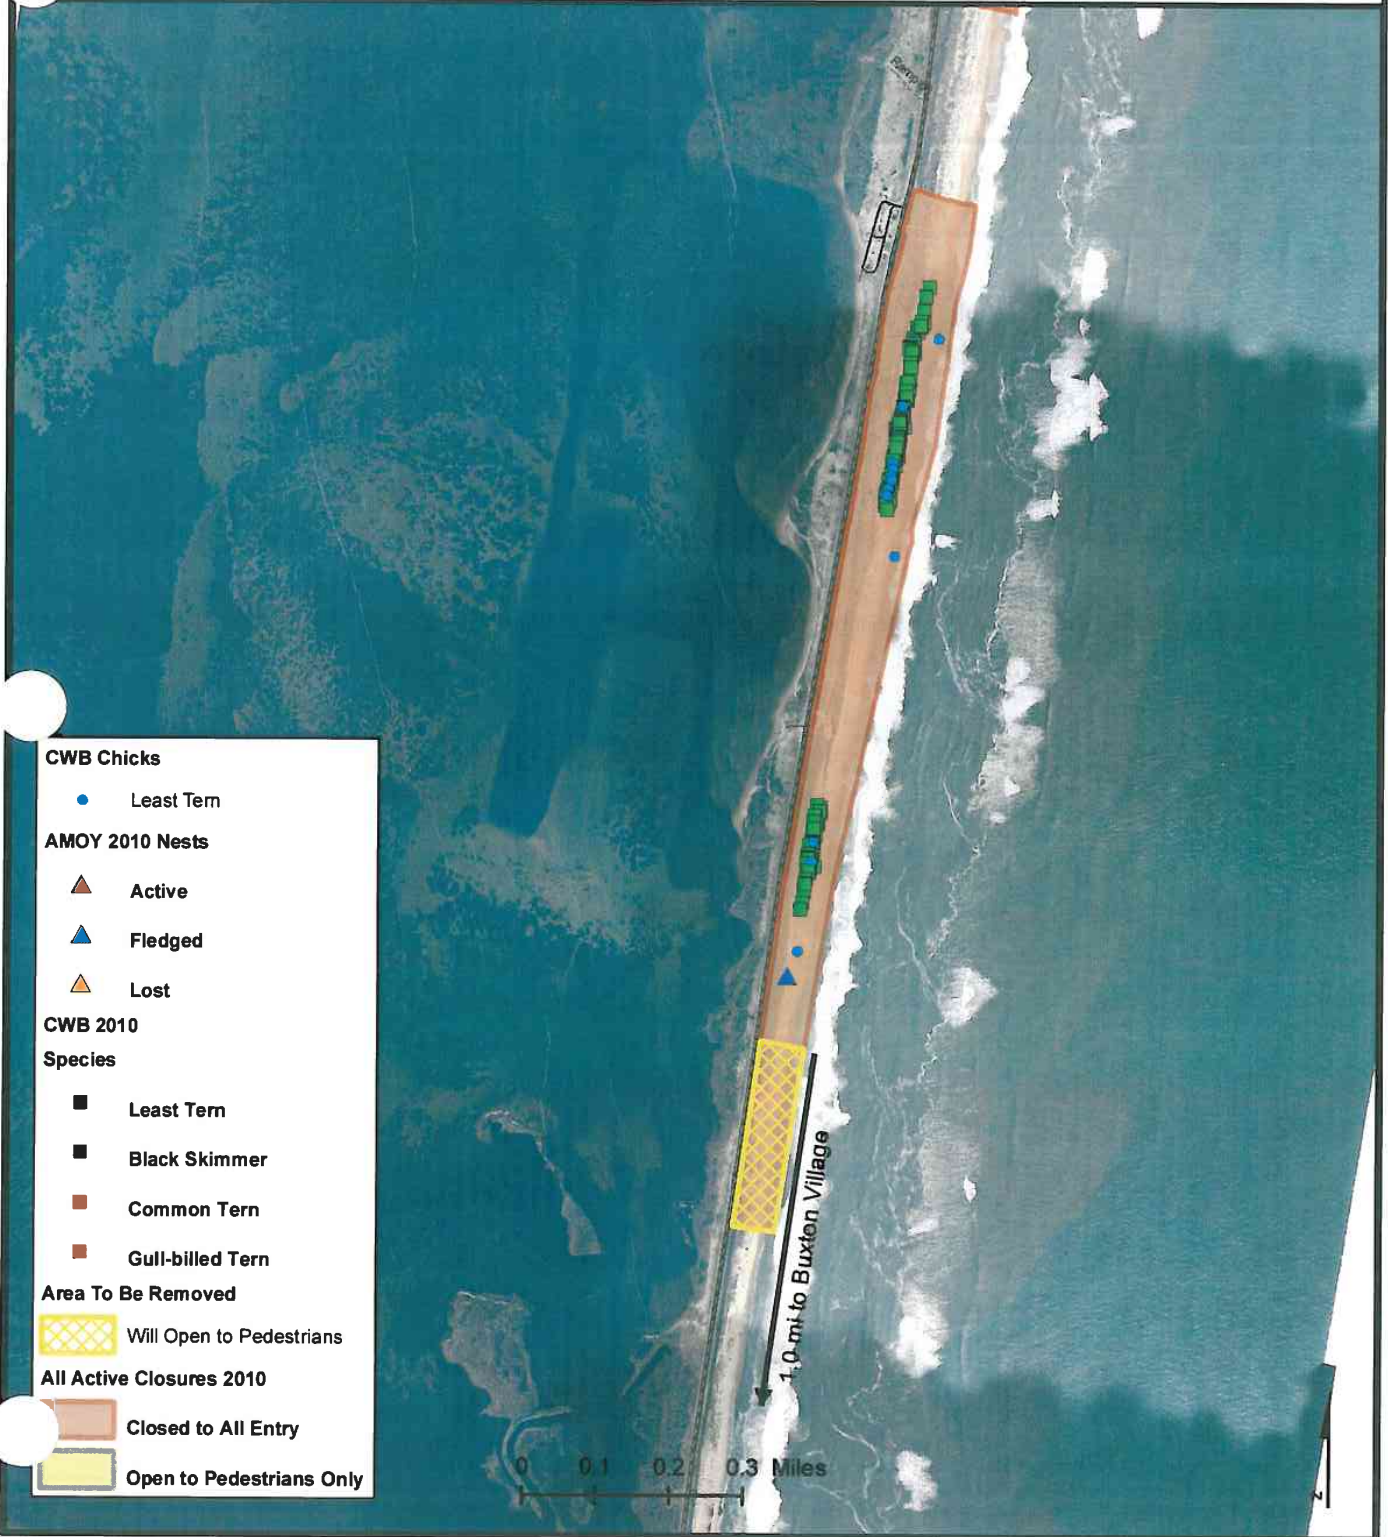 Ramp
CWB Chicks
Least Tern
AMOY 2010 Nests
Active
Fledged
Lost
CWB 2010
Species
Least Tern
Black Skimmer
Common Tern
Gull-billed Tern
Area To Be Removed
Will Open to Pedestrians
All Active Closures 2010
Closed to All Entry
Open to Pedestrians Only
1.0 mi to Buxton Village
0 0.1 0.2 0.3 Miles